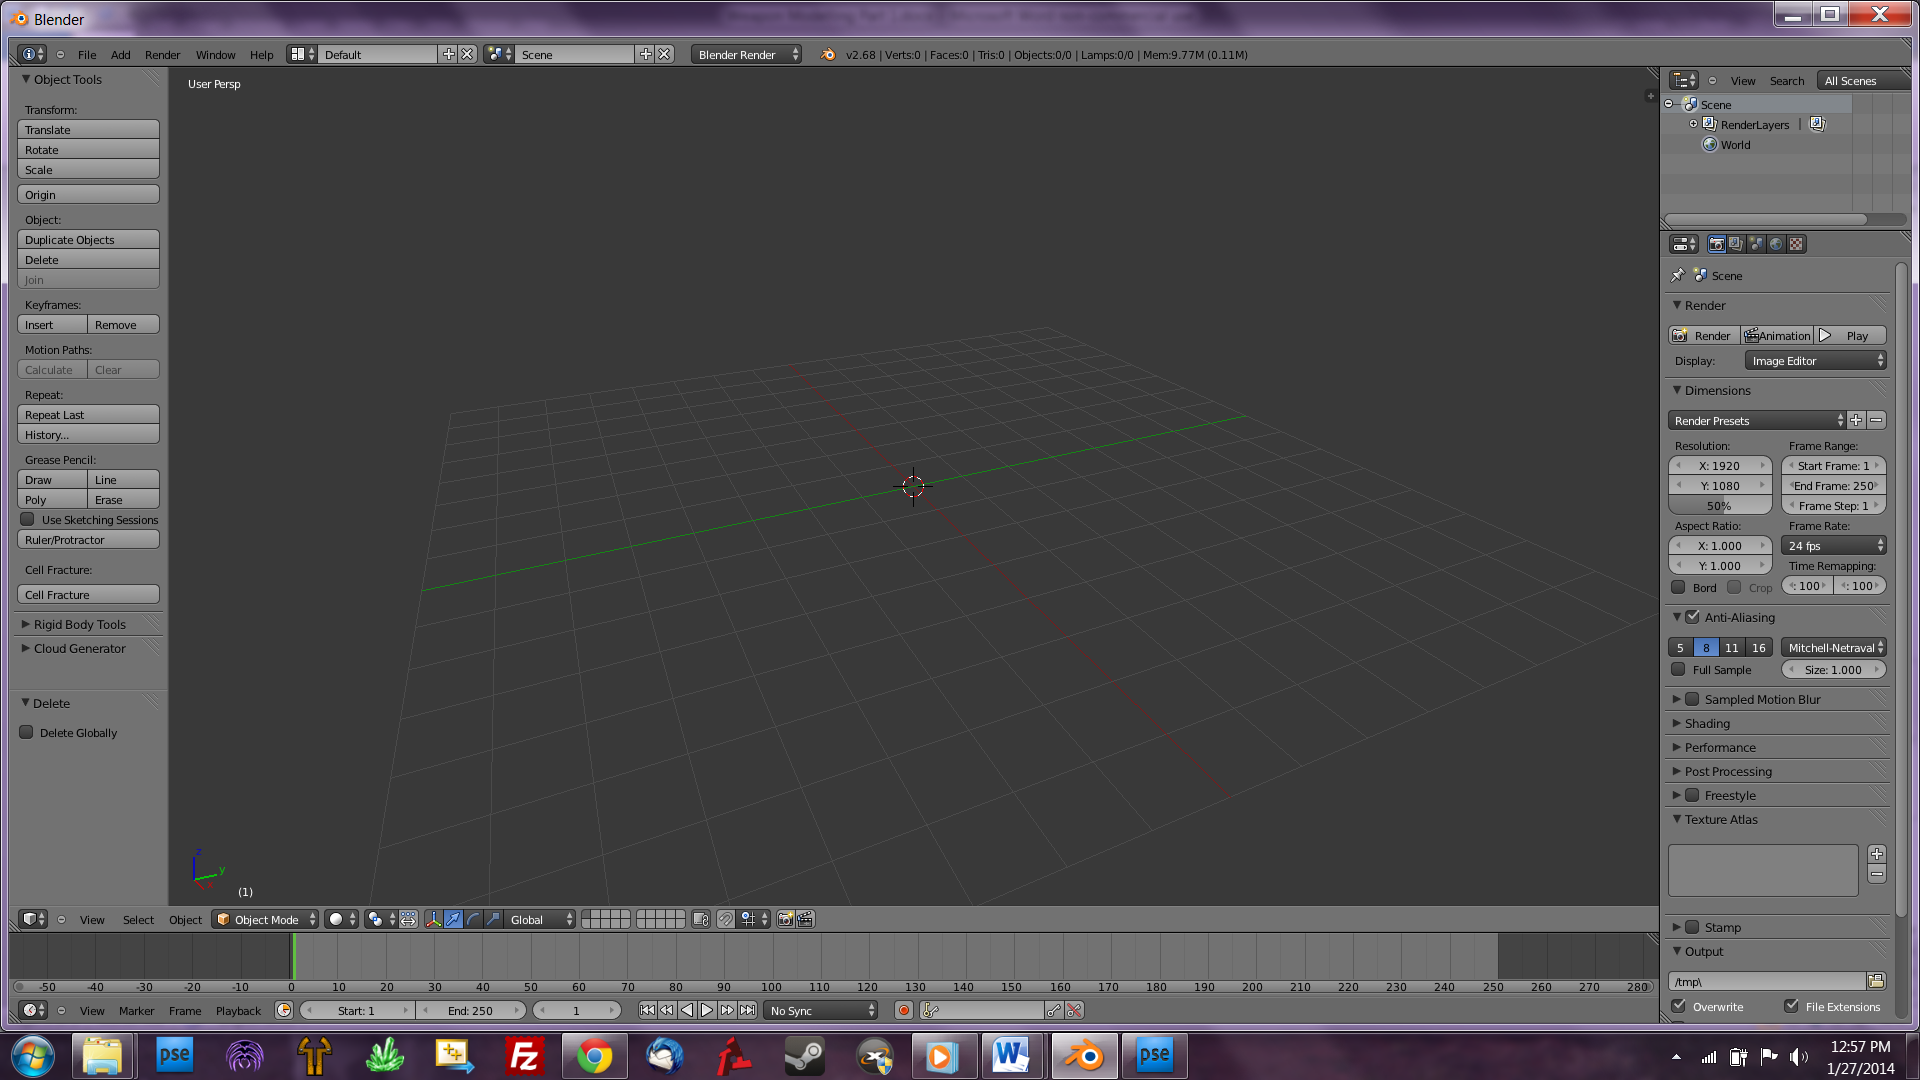 Blender
File Add Render Window Help Default Scene Blender Render v2.68 | Verts:0 | Faces:0 | Tris:0 | Objects:0/0 | Lamps:0/0 | Mem:9.77M (0.11M)
Object Tools
Transform:
Translate
Rotate
Scale
Origin
Object:
Duplicate Objects
Delete
Join
Keyframes:
Insert Remove
Motion Paths:
Calculate Clear
Repeat:
Repeat Last
History...
Grease Pencil:
Draw Line
Poly Erase
Use Sketching Sessions
Ruler/Protractor
Cell Fracture:
Cell Fracture
Rigid Body Tools
Cloud Generator
Delete
Delete Globally
User Persp
z
y
x
(1)
View Select Object Object Mode Global
-50 -40 -30 -20 -10 0 10 20 30 40 50 60 70 80 90 100 110 120 130 140 150 160 170 180 190 200 210 220 230 240 250 260 270 280
View Marker Frame Playback Start: 1 End: 250 1 No Sync
View Search All Scenes
Scene
RenderLayers |
World
Scene
Render
Render Animation Play
Display: Image Editor
Dimensions
Render Presets
Resolution: Frame Range:
X: 1920 Start Frame: 1
Y: 1080 End Frame: 250
50% Frame Step: 1
Aspect Ratio: Frame Rate:
X: 1.000 24 fps
Y: 1.000 Time Remapping:
Bord Crop : 100 : 100
Anti-Aliasing
5 8 11 16 Mitchell-Netraval
Full Sample Size: 1.000
Sampled Motion Blur
Shading
Performance
Post Processing
Freestyle
Texture Atlas
Stamp
Output
/tmp\
Overwrite File Extensions
pse
Fz
W
pse
12:57 PM
1/27/2014